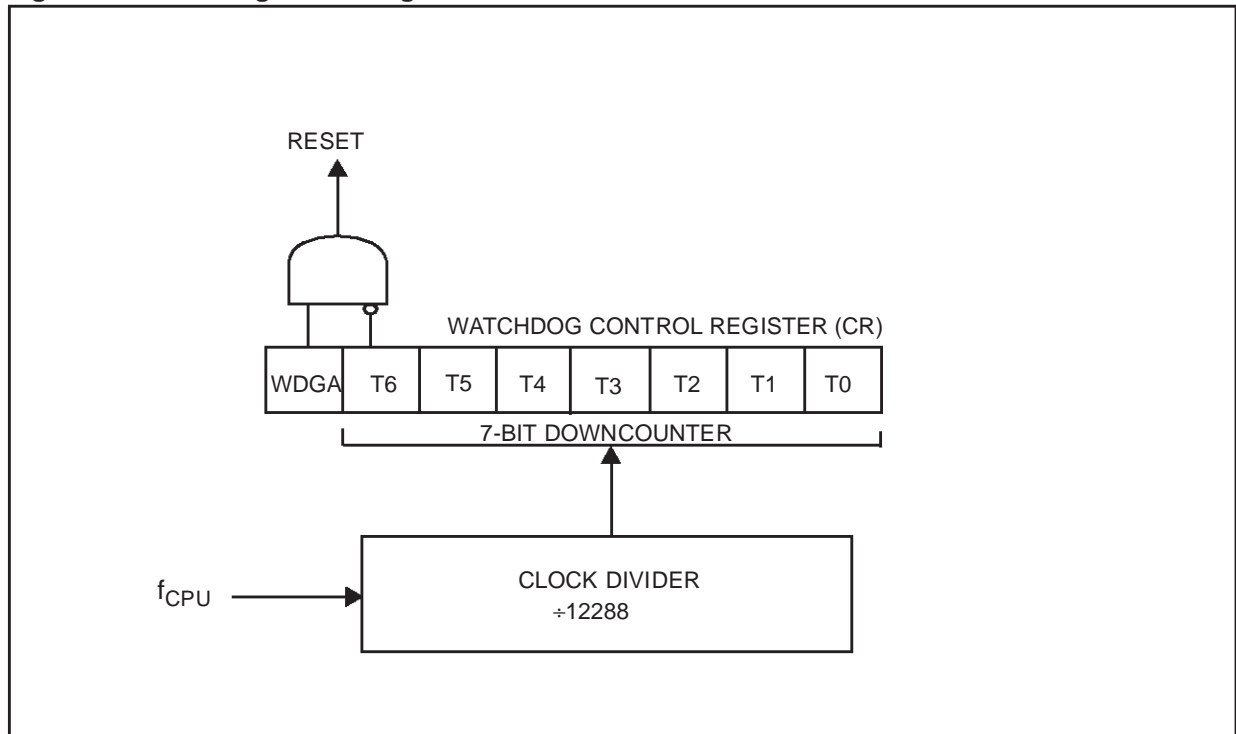 RESET
WATCHDOG CONTROL REGISTER (CR)
WDGA T6 T5 T4 T3 T2 T1 T0
7-BIT DOWNCOUNTER
fCPU
CLOCK DIVIDER
÷12288